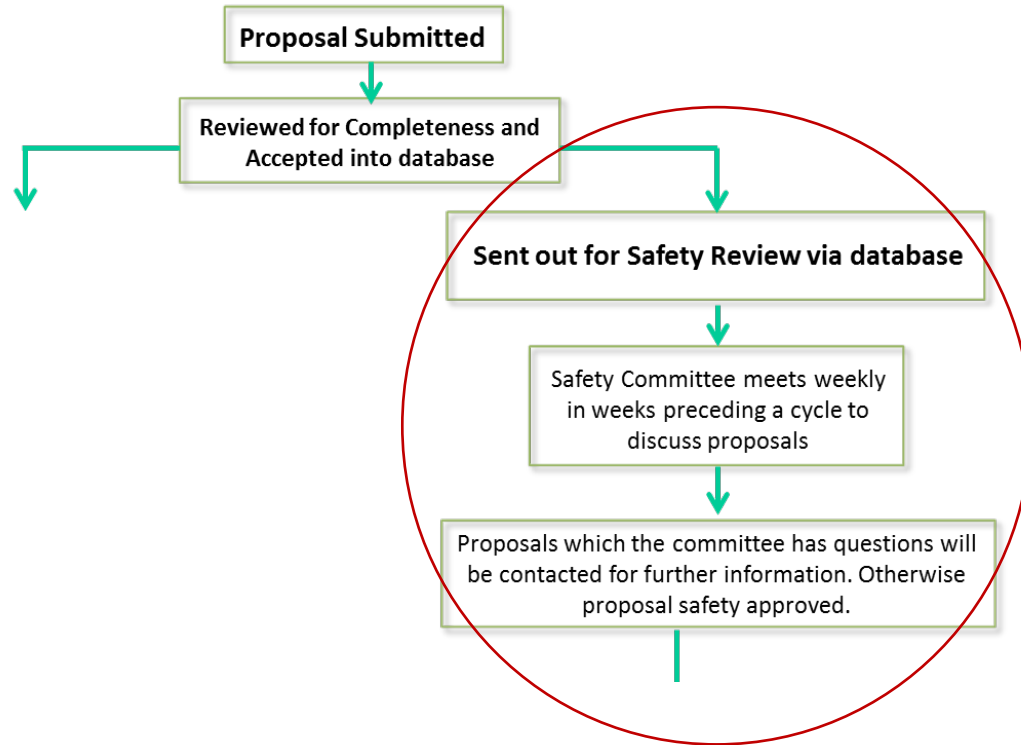 Proposal Submitted
Reviewed for Completeness and
Accepted into database
Sent out for Safety Review via database
Safety Committee meets weekly
in weeks preceding a cycle to
discuss proposals
Proposals which the committee has questions will
be contacted for further information. Otherwise
proposal safety approved.